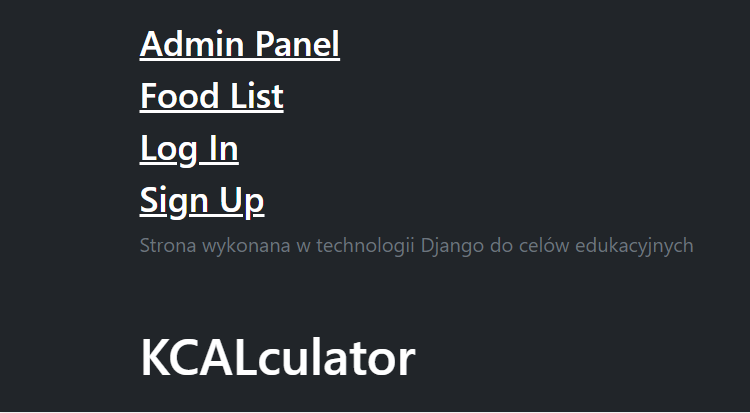 Admin Panel
Food List
Log In
Sign Up
Strona wykonana w technologii Django do celów edukacyjnych
KCALculator